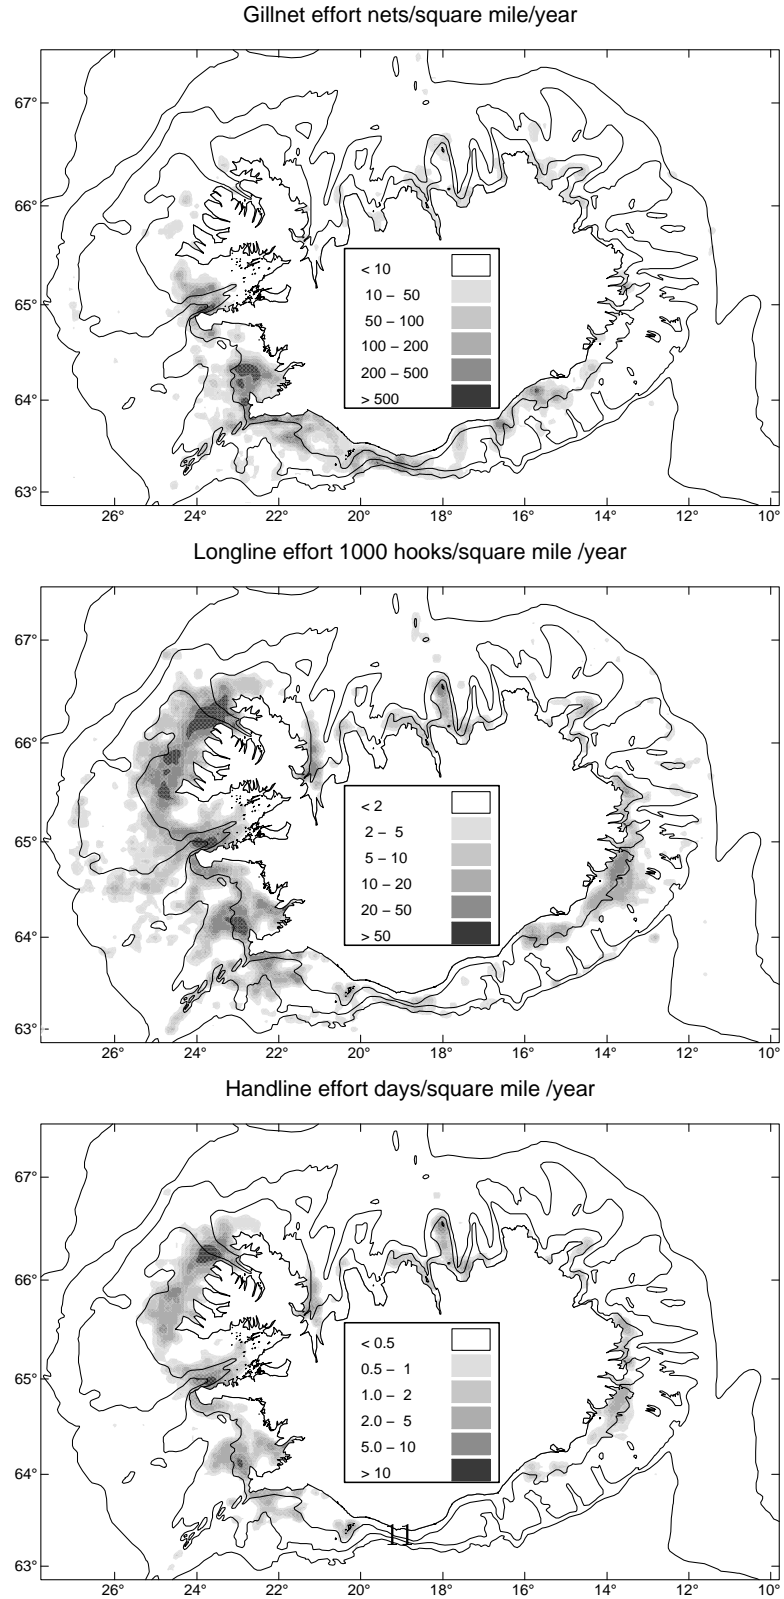 Gillnet effort nets/square mile/year
67°
66°
65°
64°
63°
< 10
10 – 50
50 – 100
100 – 200
200 – 500
> 500
26° 24° 22° 20° 18° 16° 14° 12° 10°
Longline effort 1000 hooks/square mile /year
67°
66°
65°
64°
63°
< 2
2 – 5
5 – 10
10 – 20
20 – 50
> 50
26° 24° 22° 20° 18° 16° 14° 12° 10°
Handline effort days/square mile /year
67°
66°
65°
64°
63°
< 0.5
0.5 – 1
1.0 – 2
2.0 – 5
5.0 – 10
> 10
11
26° 24° 22° 20° 18° 16° 14° 12° 10°